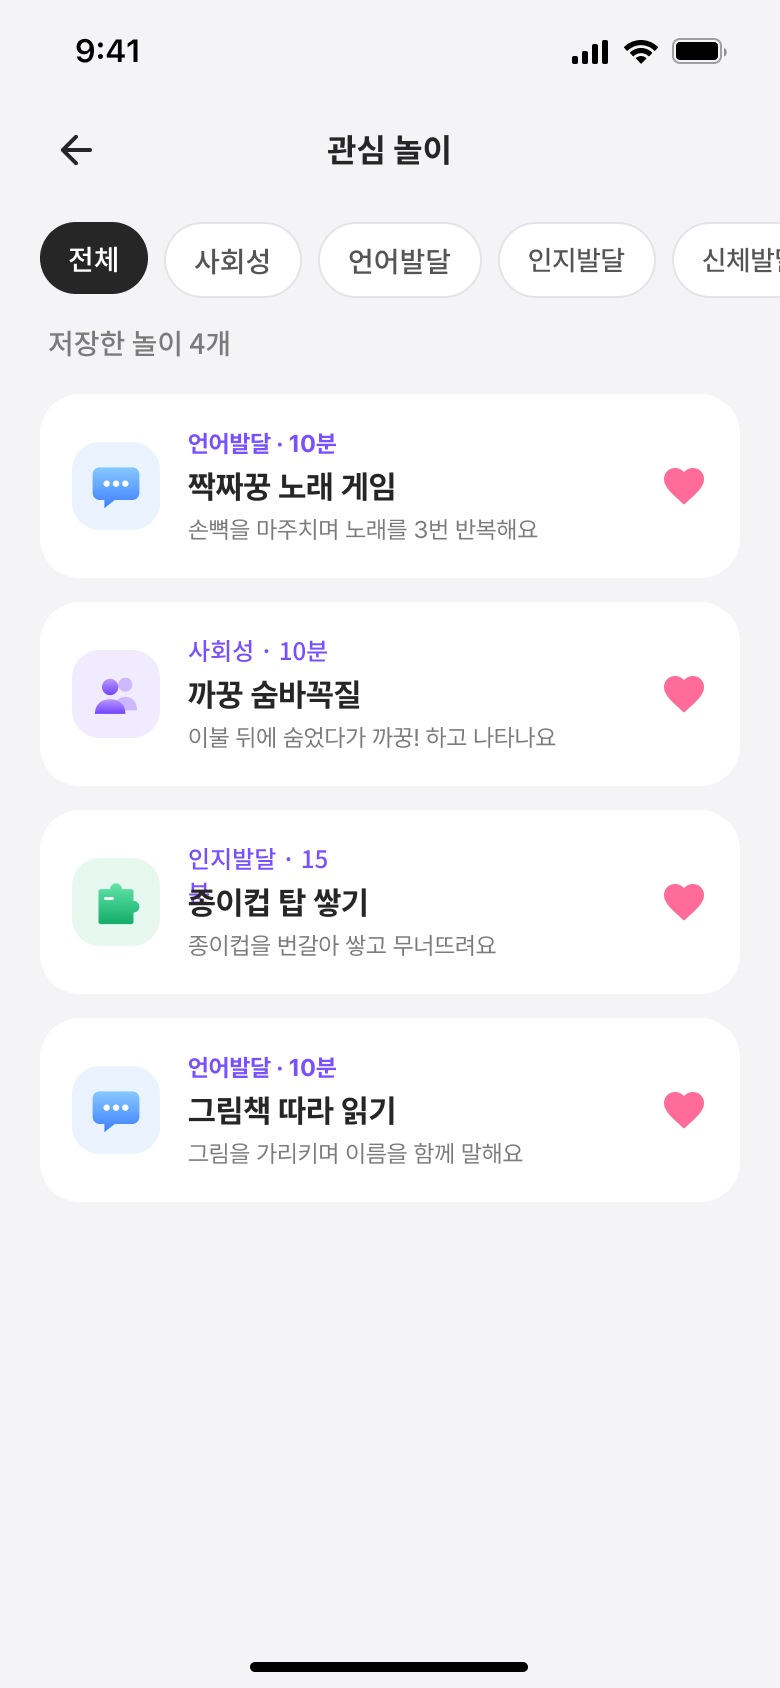 9:41
관심 놀이
전체 사회성 언어발달 인지발달 신체발달
저장한 놀이 4개
언어발달 · 10분
짝짜꿍 노래 게임
손뼉을 마주치며 노래를 3번 반복해요
사회성 · 10분
까꿍 숨바꼭질
이불 뒤에 숨었다가 까꿍! 하고 나타나요
인지발달 · 15
분
종이컵 탑 쌓기
종이컵을 번갈아 쌓고 무너뜨려요
언어발달 · 10분
그림책 따라 읽기
그림을 가리키며 이름을 함께 말해요